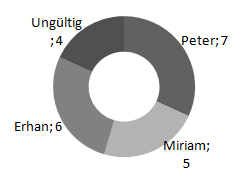 Ungültig
; 4
Peter; 7
Erhan; 6
Miriam;
5